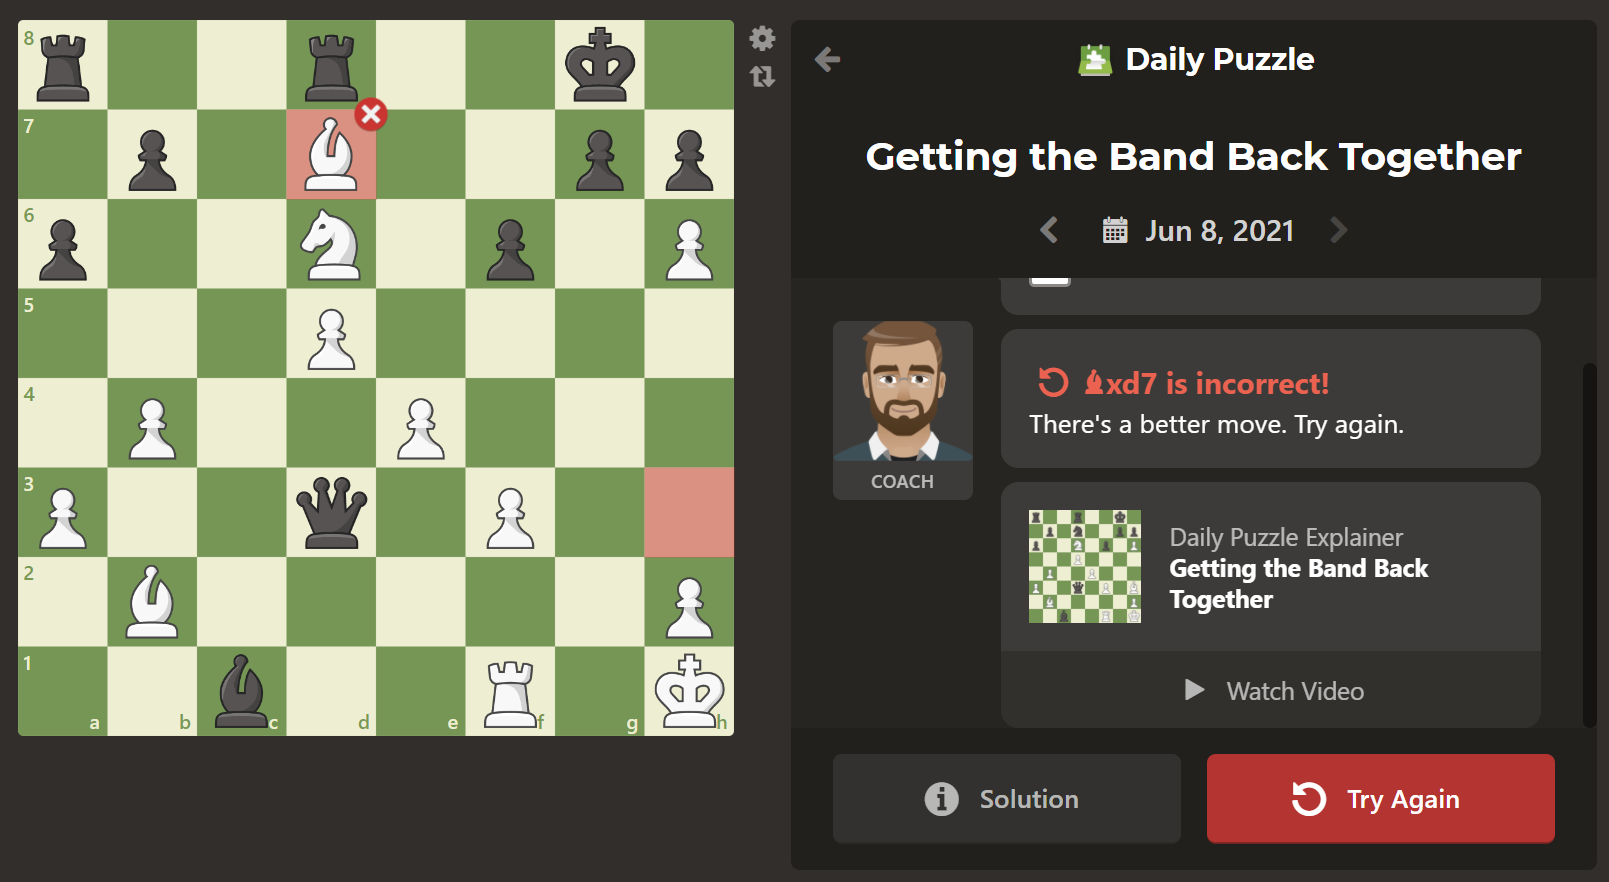 8
7
6
5
4
3
2
1
a b c d e f g h
Daily Puzzle
Getting the Band Back Together
Jun 8, 2021
xd7 is incorrect!
There's a better move. Try again.
COACH
Daily Puzzle Explainer
Getting the Band Back
Together
Watch Video
Solution
Try Again